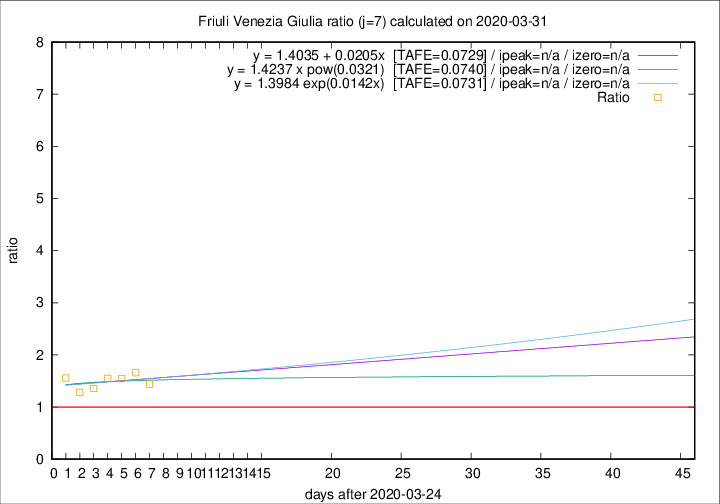 Friuli Venezia Giulia ratio (j=7) calculated on 2020-03-31
y = 1.4035 + 0.0205x [TAFE=0.0729] / ipeak=n/a / izero=n/a
y = 1.4237 x pow(0.0321) [TAFE=0.0740] / ipeak=n/a / izero=n/a
y = 1.3984 exp(0.0142x) [TAFE=0.0731] / ipeak=n/a / izero=n/a
Ratio
8
7
6
5
4
3
2
1
0
ratio
0 1 2 3 4 5 6 7 8 9 10 11 12 13 14 15 20 25 30 35 40 45
days after 2020-03-24